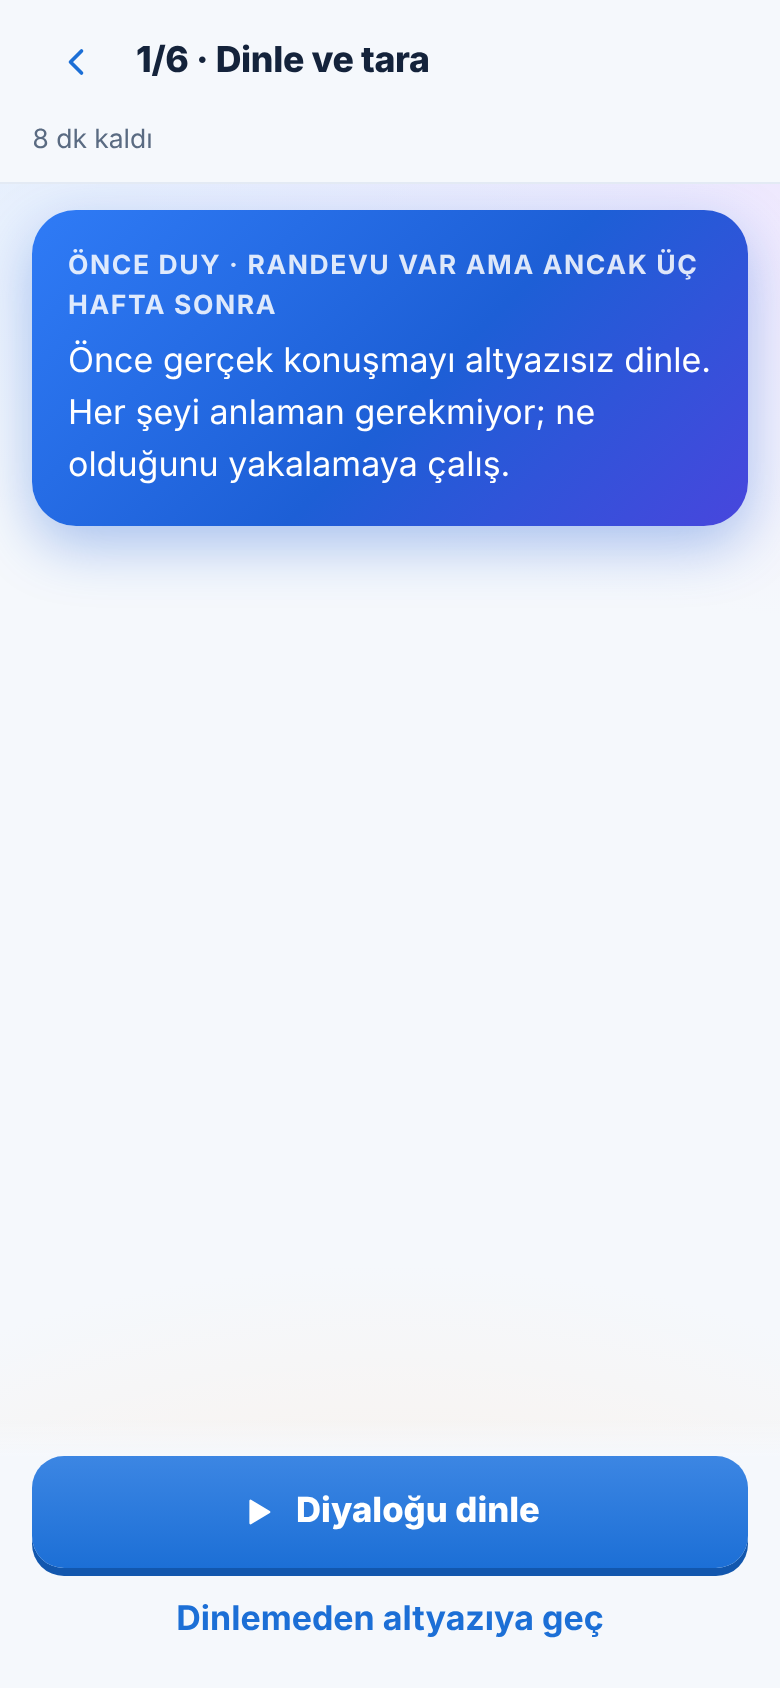 1/6 · Dinle ve tara
8 dk kaldı
ÖNCE DUY · RANDEVU VAR AMA ANCAK ÜÇ
HAFTA SONRA
Önce gerçek konuşmayı altyazısız dinle.
Her şeyi anlaman gerekmiyor; ne
olduğunu yakalamaya çalış.
Diyaloğu dinle
Dinlemeden altyazıya geç